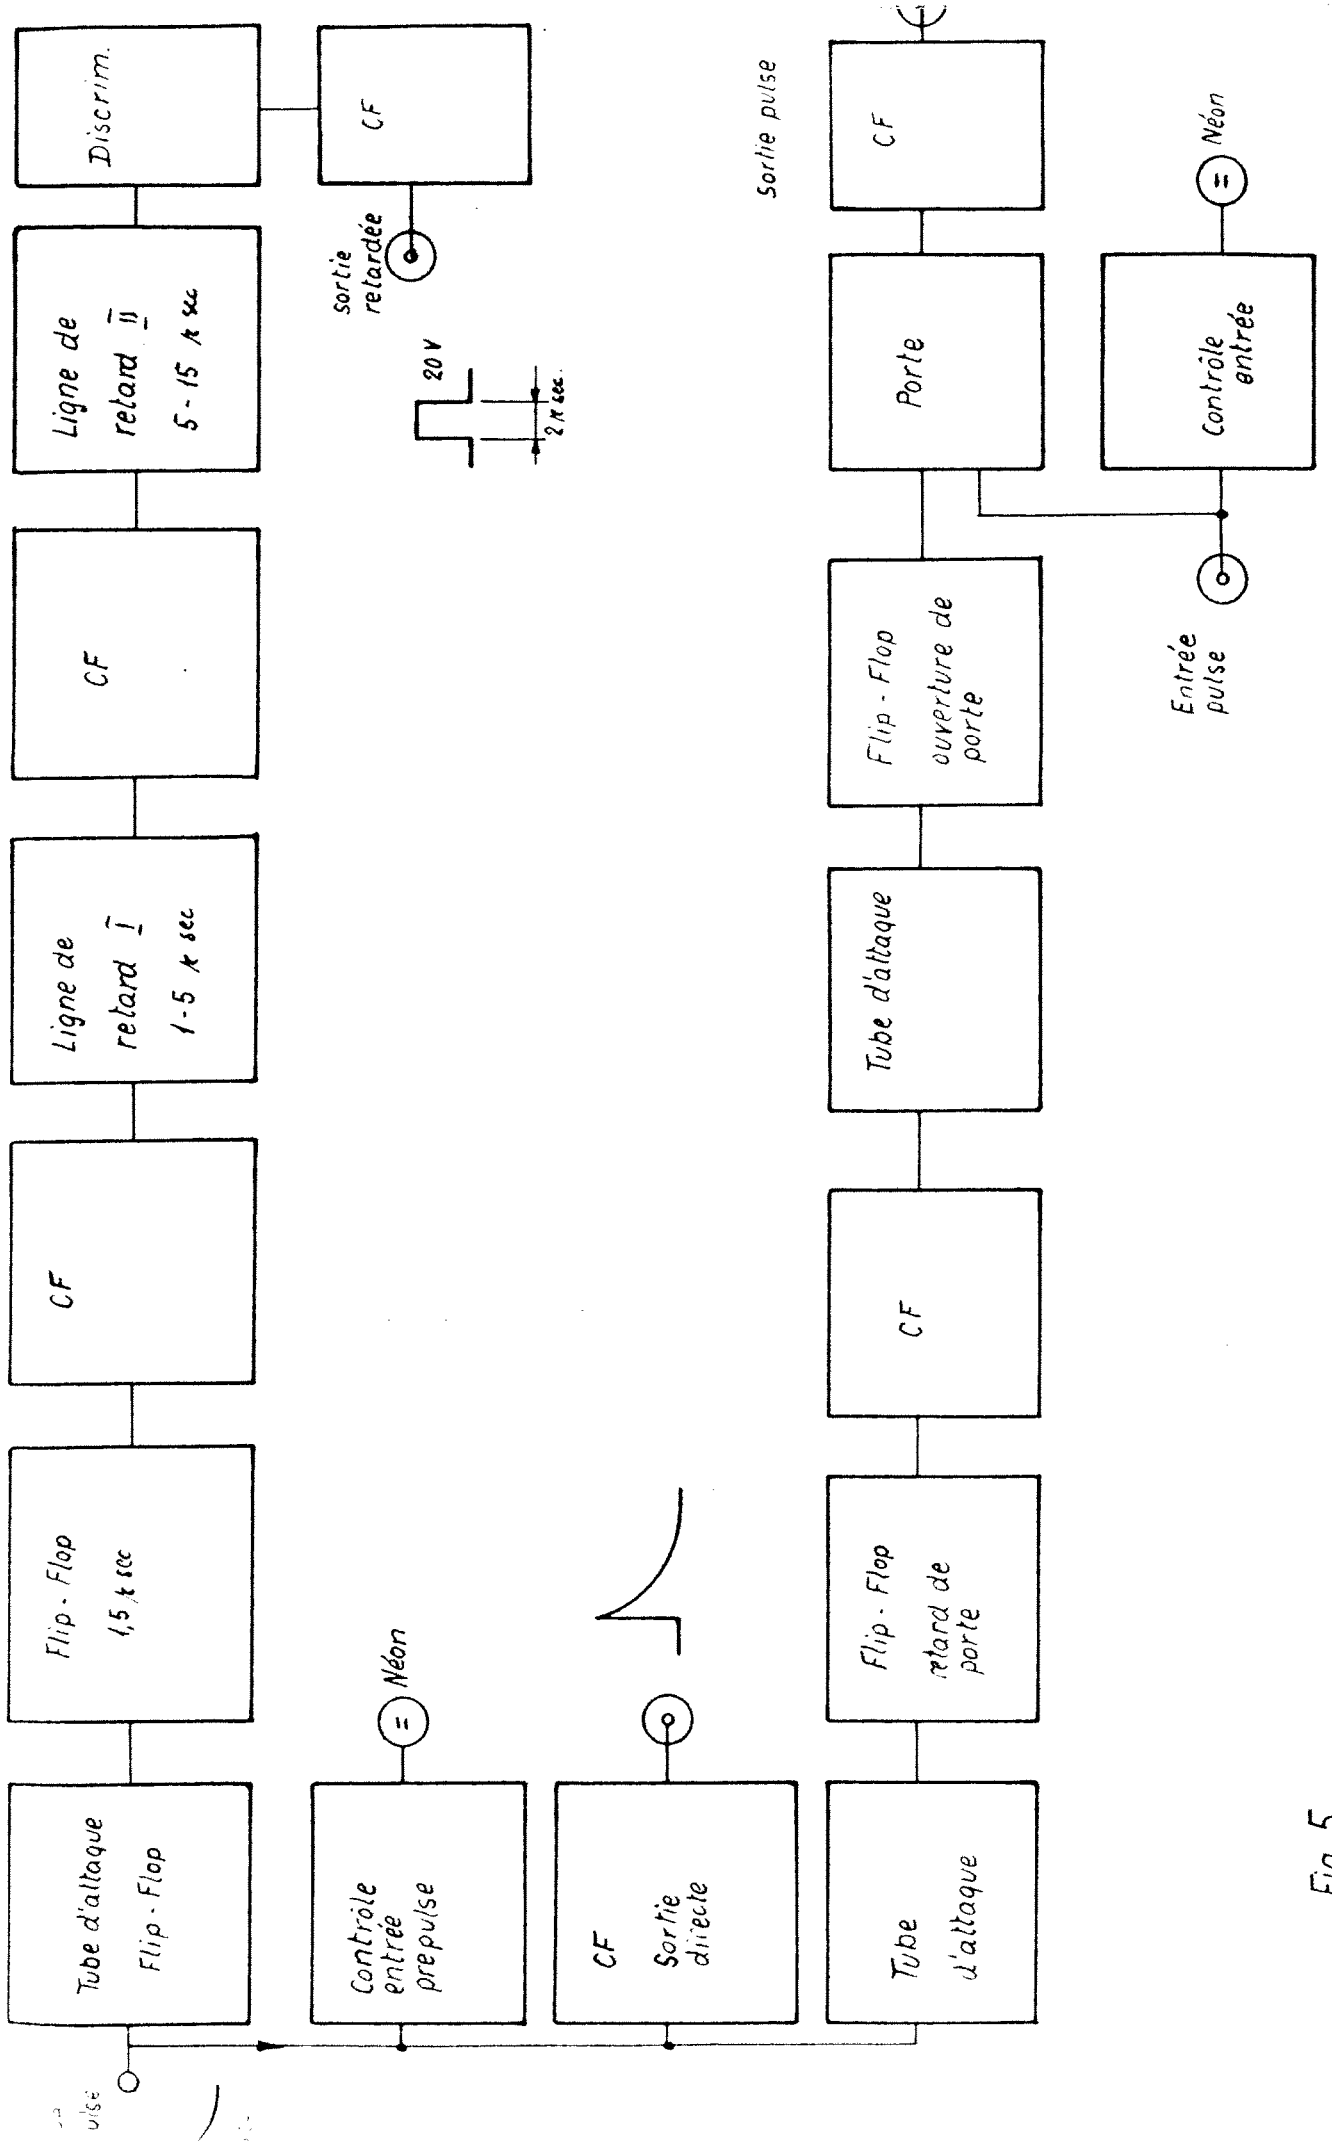 Tube d'attaque
Flip - Flop
Flip - Flop
1,5 µ sec
CF
Ligne de
retard I
1 - 5 µ sec
CF
Ligne de
retard II
5 - 15 µ sec
Discrim.
CF
sortie
retardée
20V
2 µ sec.
Contrôle
entrée
prepulse
Néon
CF
Sortie
directe
Tube
d'attaque
Flip - Flop
retard de
porte
CF
Tube d'attaque
Flip - Flop
ouverture de
porte
Porte
CF
Sortie pulse
Entrée
pulse
Contrôle
entrée
Néon
Fig. 5